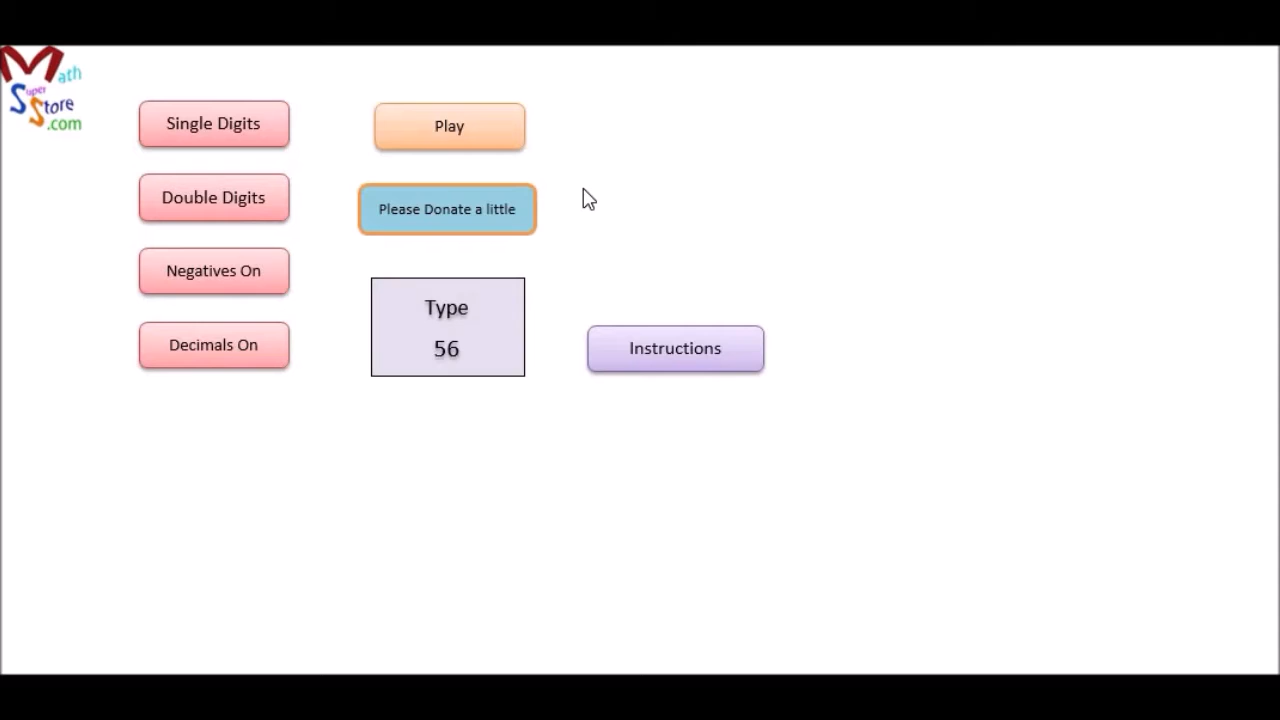 Math
Super
Store
.com
Single Digits
Play
Double Digits
Please Donate a little
Negatives On
Type
56
Decimals On
Instructions